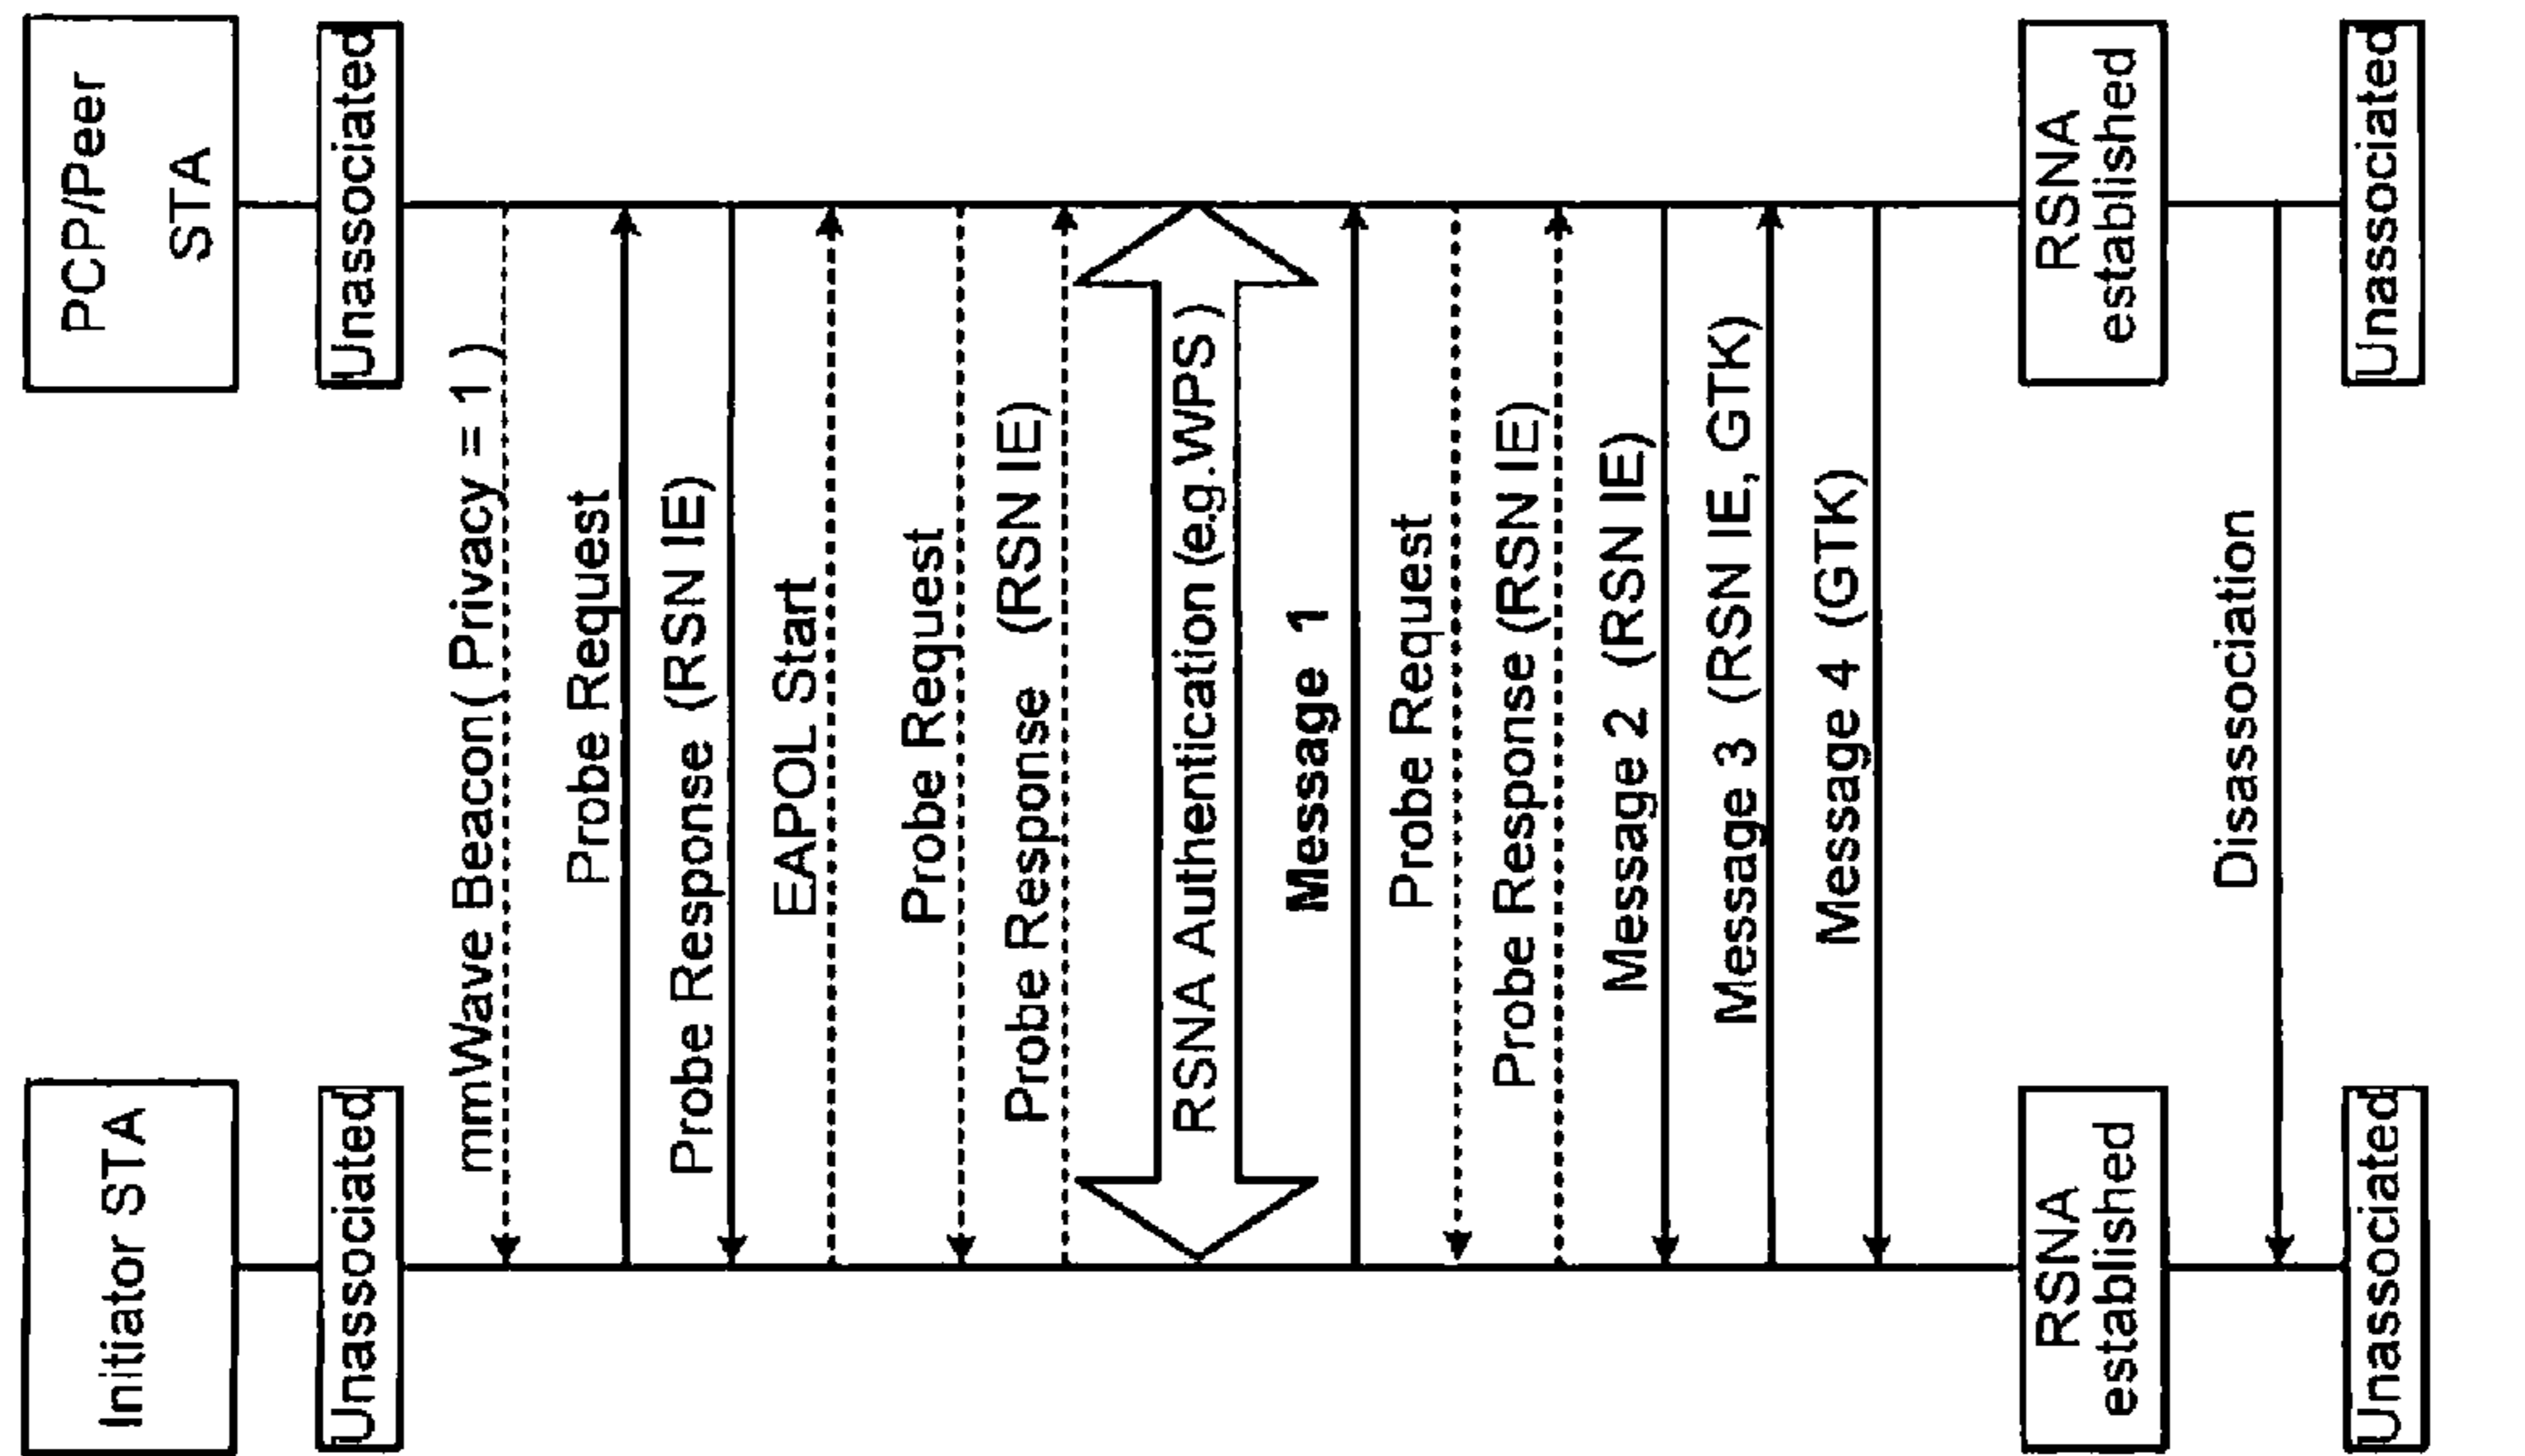 Initiator STA
PCP/Peer
STA
Unassociated
Unassociated
mmWave Beacon( Privacy = 1 )
Probe Request
Probe Response (RSN IE)
EAPOL Start
Probe Request
Probe Response (RSN IE)
RSNA Authentication (e.g.WPS )
Message 1
Probe Request
Probe Response (RSN IE)
Message 2 (RSN IE)
Message 3 (RSN IE, GTK)
Message 4 (GTK)
RSNA
established
RSNA
established
Disassociation
Unassociated
Unassociated